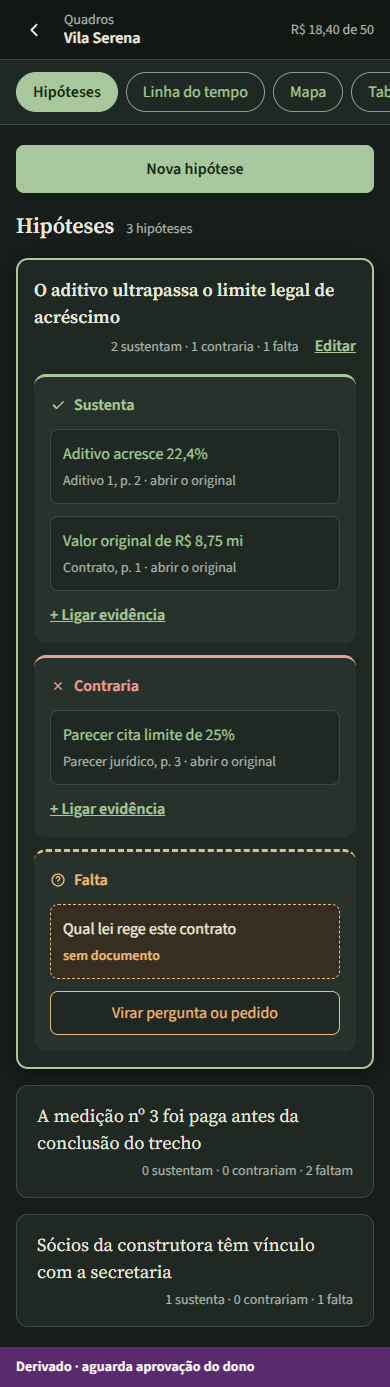 Quadros
Vila Serena
R$ 18,40 de 50
Hipóteses
Linha do tempo
Mapa
Tab
Nova hipótese
Hipóteses
3 hipóteses
O aditivo ultrapassa o limite legal de
acréscimo
2 sustentam · 1 contraria · 1 falta
Editar
Sustenta
Aditivo acresce 22,4%
Aditivo 1, p. 2 · abrir o original
Valor original de R$ 8,75 mi
Contrato, p. 1 · abrir o original
+ Ligar evidência
Contraria
Parecer cita limite de 25%
Parecer jurídico, p. 3 · abrir o original
+ Ligar evidência
Falta
Qual lei rege este contrato
sem documento
Virar pergunta ou pedido
A medição nº 3 foi paga antes da
conclusão do trecho
0 sustentam · 0 contrariam · 2 faltam
Sócios da construtora têm vínculo
com a secretaria
1 sustenta · 0 contrariam · 1 falta
Derivado · aguarda aprovação do dono